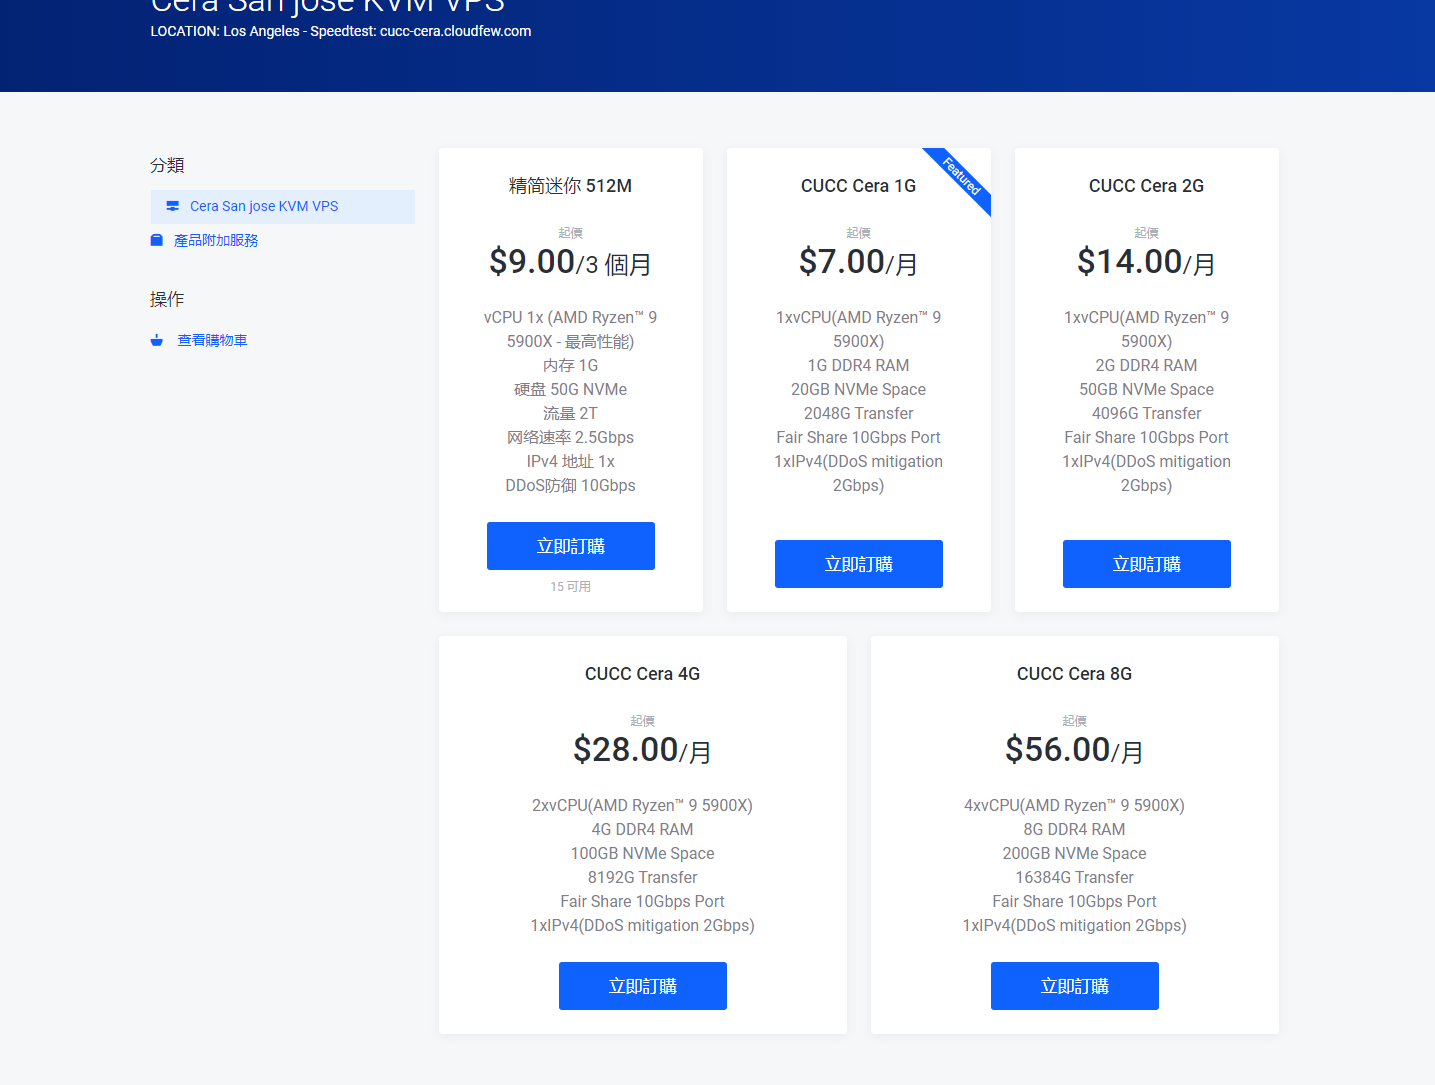 Cera San jose KVM VPS
LOCATION: Los Angeles - Speedtest: cucc-cera.cloudfew.com
分類
Cera San jose KVM VPS
產品附加服務
操作
查看購物車
精简迷你 512M
起價
$9.00/3 個月
vCPU 1x (AMD Ryzen™ 9
5900X - 最高性能)
内存 1G
硬盘 50G NVMe
流量 2T
网络速率 2.5Gbps
IPv4 地址 1x
DDoS防御 10Gbps
立即訂購
15 可用
Featured
CUCC Cera 1G
起價
$7.00/月
1xvCPU(AMD Ryzen™ 9
5900X)
1G DDR4 RAM
20GB NVMe Space
2048G Transfer
Fair Share 10Gbps Port
1xIPv4(DDoS mitigation
2Gbps)
立即訂購
CUCC Cera 2G
起價
$14.00/月
1xvCPU(AMD Ryzen™ 9
5900X)
2G DDR4 RAM
50GB NVMe Space
4096G Transfer
Fair Share 10Gbps Port
1xIPv4(DDoS mitigation
2Gbps)
立即訂購
CUCC Cera 4G
起價
$28.00/月
2xvCPU(AMD Ryzen™ 9 5900X)
4G DDR4 RAM
100GB NVMe Space
8192G Transfer
Fair Share 10Gbps Port
1xIPv4(DDoS mitigation 2Gbps)
立即訂購
CUCC Cera 8G
起價
$56.00/月
4xvCPU(AMD Ryzen™ 9 5900X)
8G DDR4 RAM
200GB NVMe Space
16384G Transfer
Fair Share 10Gbps Port
1xIPv4(DDoS mitigation 2Gbps)
立即訂購